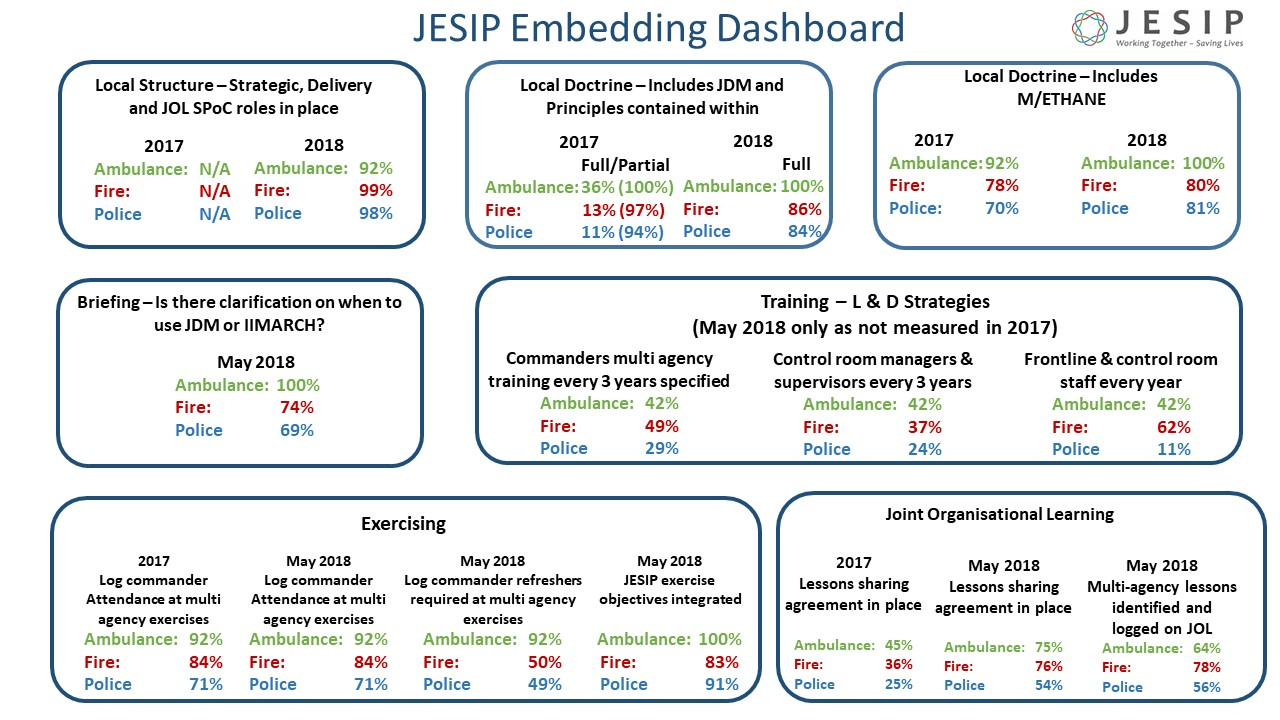 JESIP Embedding Dashboard
JESIP
Working Together – Saving Lives
Local Structure – Strategic, Delivery
and JOL SPoC roles in place
2017 2018
Ambulance: N/A Ambulance: 92%
Fire: N/A Fire: 99%
Police N/A Police 98%
Local Doctrine – Includes JDM and
Principles contained within
2017 2018
Full/Partial Full
Ambulance: 36% (100%) Ambulance: 100%
Fire: 13% (97%) Fire: 86%
Police 11% (94%) Police 84%
Local Doctrine – Includes
M/ETHANE
2017 2018
Ambulance: 92% Ambulance: 100%
Fire: 78% Fire: 80%
Police: 70% Police 81%
Briefing – Is there clarification on when to
use JDM or IIMARCH?
May 2018
Ambulance: 100%
Fire: 74%
Police 69%
Training – L & D Strategies
(May 2018 only as not measured in 2017)
Commanders multi agency
training every 3 years specified
Ambulance: 42%
Fire: 49%
Police 29%
Control room managers &
supervisors every 3 years
Ambulance: 42%
Fire: 37%
Police 24%
Frontline & control room
staff every year
Ambulance: 42%
Fire: 62%
Police 11%
Exercising
2017
Log commander
Attendance at multi
agency exercises
Ambulance: 92%
Fire: 84%
Police 71%
May 2018
Log commander
Attendance at multi
agency exercises
Ambulance: 92%
Fire: 84%
Police 71%
May 2018
Log commander refreshers
required at multi agency
exercises
Ambulance: 92%
Fire: 50%
Police 49%
May 2018
JESIP exercise
objectives integrated
Ambulance: 100%
Fire: 83%
Police 91%
Joint Organisational Learning
2017
Lessons sharing
agreement in place
Ambulance: 45%
Fire: 36%
Police 25%
May 2018
Lessons sharing
agreement in place
Ambulance: 75%
Fire: 76%
Police 54%
May 2018
Multi-agency lessons
identified and
logged on JOL
Ambulance: 64%
Fire: 78%
Police 56%